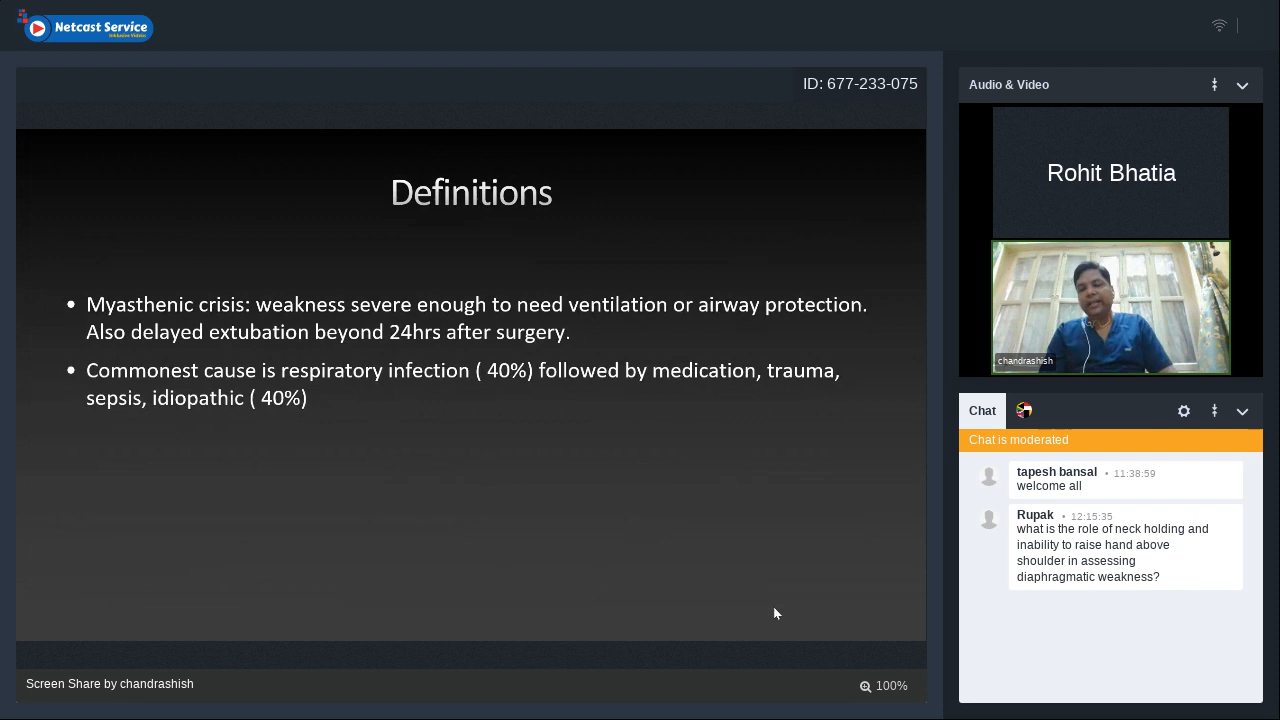 Netcast Service
ID: 677-233-075
Definitions
• Myasthenic crisis: weakness severe enough to need ventilation or airway protection.
Also delayed extubation beyond 24hrs after surgery.
• Commonest cause is respiratory infection ( 40%) followed by medication, trauma,
sepsis, idiopathic ( 40%)
Screen Share by chandrashish
100%
Audio & Video
Rohit Bhatia
chandrashish
Chat
Chat is moderated
tapesh bansal • 11:38:59
welcome all
Rupak • 12:15:35
what is the role of neck holding and
inability to raise hand above
shoulder in assessing
diaphragmatic weakness?